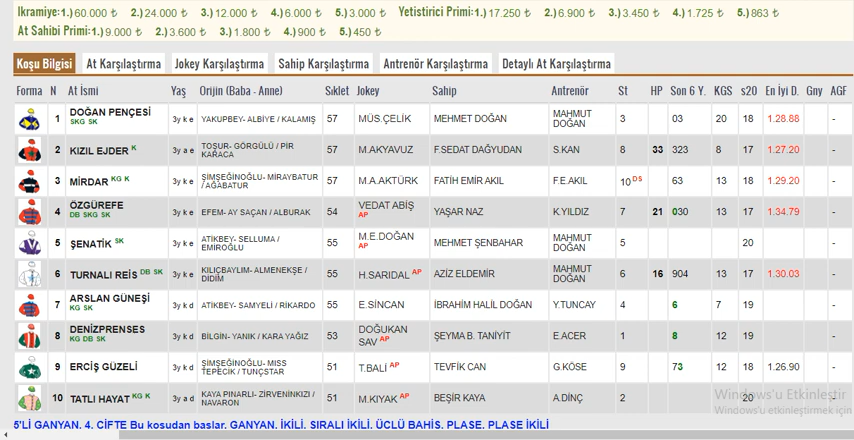 İkramiye: 1.) 60.000 ₺ 2.) 24.000 ₺ 3.) 12.000 ₺ 4.) 6.000 ₺ 5.) 3.000 ₺ Yetistirici Primi: 1.) 17.250 ₺ 2.) 6.900 ₺ 3.) 3.450 ₺ 4.) 1.725 ₺ 5.) 863 ₺
At Sahibi Primi: 1.) 9.000 ₺ 2.) 3.600 ₺ 3.) 1.800 ₺ 4.) 900 ₺ 5.) 450 ₺
Koşu Bilgisi At Karşılaştırma Jokey Karşılaştırma Sahip Karşılaştırma Antrenör Karşılaştırma Detaylı At Karşılaştırma
Forma N At İsmi Yaş Orijin (Baba - Anne) Sıklet Jokey Sahip Antrenör St HP Son 6 Y. KGS s20 En İyi D. Gny AGF
1 DOĞAN PENÇESİ SKG SK 3y k e YAKUPBEY- ALBİYE / KALAMIŞ 57 MÜS.ÇELİK MEHMET DOĞAN MAHMUT DOĞAN 3 03 20 18 1.28.88 -
2 KIZIL EJDER K 3y a e TOSUR- GÖRGÜLÜ / PİR KARACA 57 M.AKYAVUZ F.SEDAT DAĞYUDAN S.KAN 8 33 323 8 17 1.27.20 -
3 MİRDAR KG K 3y k e ŞİMŞEĞİNOĞLU- MİRAYBATUR / AĞABATUR 57 M.A.AKTÜRK FATİH EMİR AKIL F.E.AKIL 10 DS 63 13 18 1.29.20 -
4 ÖZGÜREFE DB SKG SK 3y k e EFEM- AY SAÇAN / ALBURAK 54 VEDAT ABİŞ AP YAŞAR NAZ K.YILDIZ 7 21 030 13 17 1.34.79 -
5 ŞENATİK SK 3y k e ATİKBEY- SELLUMA / EMİROĞLU 55 M.E.DOĞAN AP MEHMET ŞENBAHAR MAHMUT DOĞAN 5 20 -
6 TURNALI REİS DB SK 3y k e KILIÇBAYLIM- ALMENEKŞE / DİDİM 55 H.SARIDAL AP AZİZ ELDEMİR MAHMUT DOĞAN 6 16 904 13 17 1.30.03 -
7 ARSLAN GÜNEŞİ KG SK 3y k d ATİKBEY- SAMYELİ / RİKARDO 55 E.SİNCAN İBRAHİM HALİL DOĞAN Y.TUNCAY 4 6 7 19 -
8 DENİZPRENSES KG DB SK 3y k d BİLGİN- YANIK / KARA YAĞIZ 53 DOĞUKAN SAV AP ŞEYMA B. TANİYİT E.ACER 1 8 12 19 -
9 ERCİŞ GÜZELİ 3y k d ŞİMŞEĞİNOĞLU- MISS TEPECİK / TUNÇSTAR 51 T.BALİ AP TEVFİK CAN G.KÖSE 9 73 12 18 1.26.90 -
10 TATLI HAYAT KG K 3y a d KAYA PINARLI- ZİRVENİNKIZI / NAVARON 51 M.KIYAK AP BEŞİR KAYA A.DİNÇ 2 20 -
Windows'u Etkinleştir
Windows'u etkinleştirmek için
5'Lİ GANYAN, 4. ÇİFTE Bu koşudan başlar. GANYAN, İKİLİ, SIRALI İKİLİ, ÜÇLÜ BAHİS, PLASE, PLASE İKİLİ